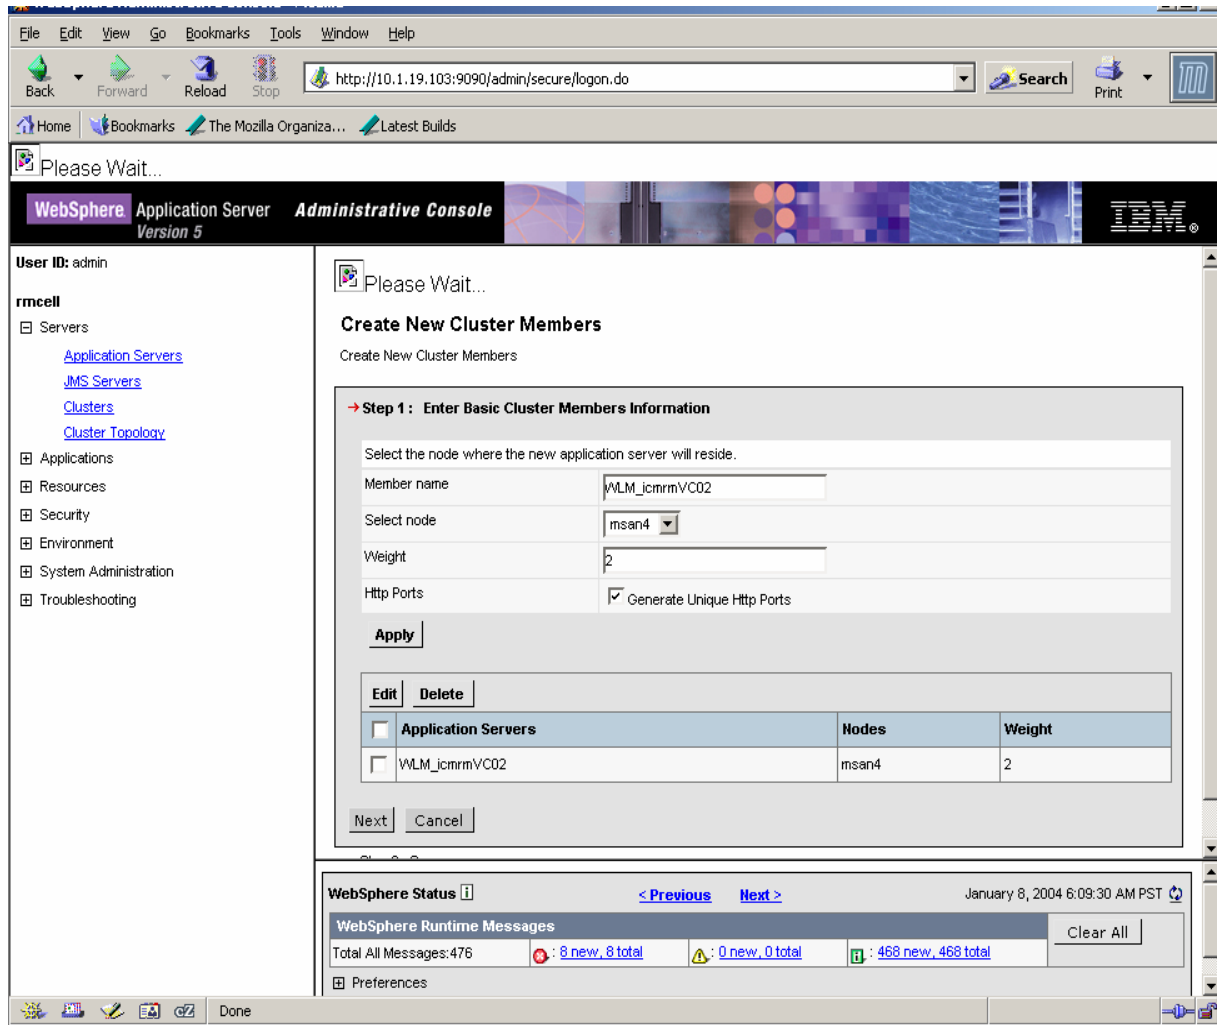 File Edit View Go Bookmarks Tools Window Help
Back Forward Reload Stop http://10.1.19.103:9090/admin/secure/logon.do Search Print
Home Bookmarks The Mozilla Organiza... Latest Builds
Please Wait...
WebSphere Application Server Administrative Console
Version 5
IBM®
User ID: admin
rmcell
Servers
Application Servers
JMS Servers
Clusters
Cluster Topology
Applications
Resources
Security
Environment
System Administration
Troubleshooting
Please Wait...
Create New Cluster Members
Create New Cluster Members
Step 1 : Enter Basic Cluster Members Information
Select the node where the new application server will reside.
Member name WLM_icmrmVC02
Select node msan4
Weight 2
Http Ports Generate Unique Http Ports
Apply
Edit Delete
Application Servers Nodes Weight
WLM_icmrmVC02 msan4 2
Next Cancel
WebSphere Status i < Previous Next > January 8, 2004 6:09:30 AM PST
WebSphere Runtime Messages
Clear All
Total All Messages:476 : 8 new, 8 total : 0 new, 0 total : 468 new, 468 total
Preferences
Done